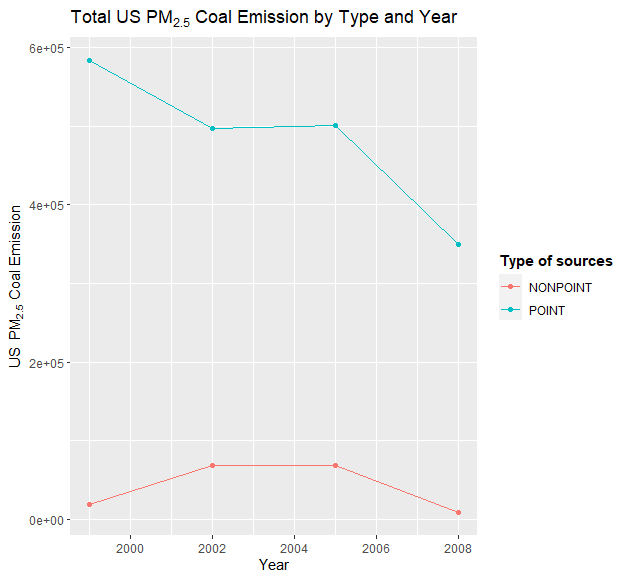 Total US PM2.5 Coal Emission by Type and Year
6e+05
4e+05
2e+05
0e+00
US PM2.5 Coal Emission
2000 2002 2004 2006 2008
Year
Type of sources
NONPOINT
POINT